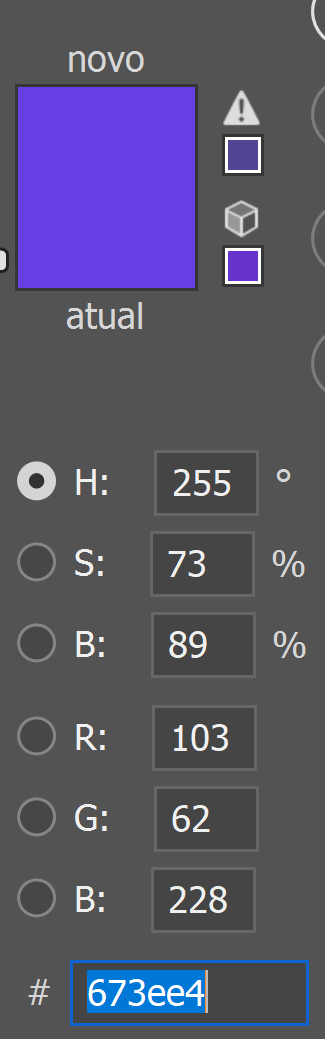 novo
atual
H: 255 °
S: 73 %
B: 89 %
R: 103
G: 62
B: 228
# 673ee4